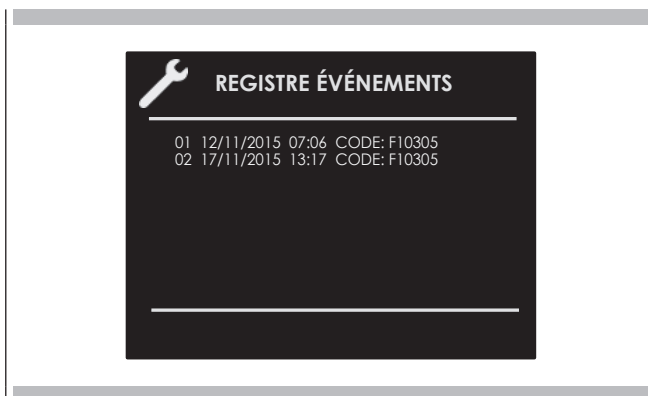 REGISTRE ÉVÉNEMENTS
01 12/11/2015 07:06 CODE: F10305
02 17/11/2015 13:17 CODE: F10305